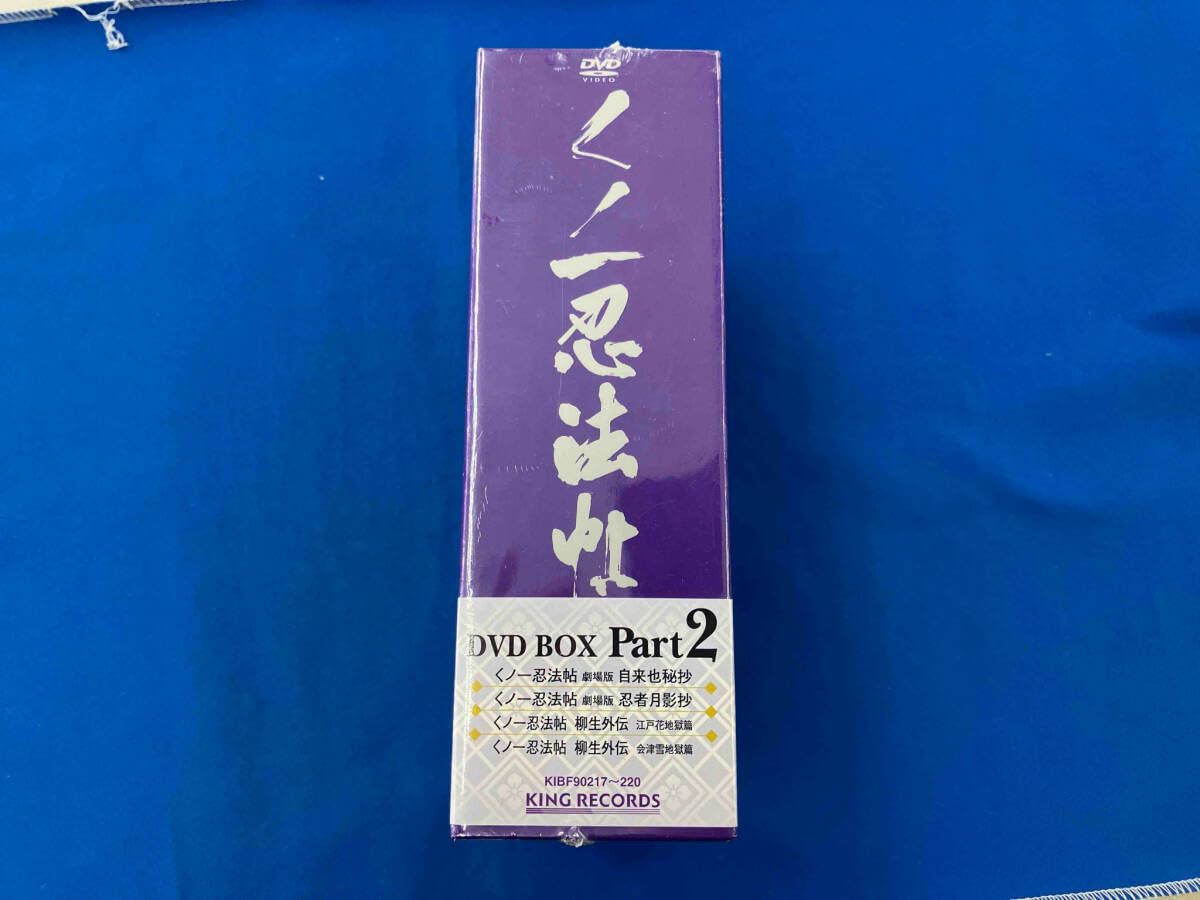 DVD
VIDEO
くノ一忍法帖
DVD BOX Part2
くノ一忍法帖 劇場版 自来也秘抄
くノ一忍法帖 劇場版 忍者月影抄
くノ一忍法帖 柳生外伝 江戸花地獄篇
くノ一忍法帖 柳生外伝 会津雪地獄篇
KIBF90217～220
KING RECORDS